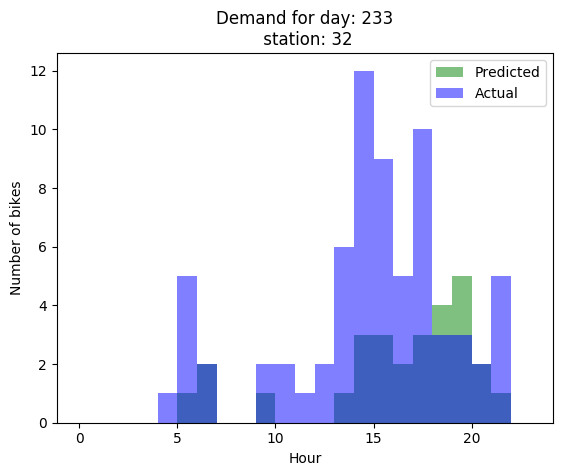 Demand for day: 233
station: 32
Predicted
Actual
12
10
8
6
4
2
0
Number of bikes
0 5 10 15 20
Hour